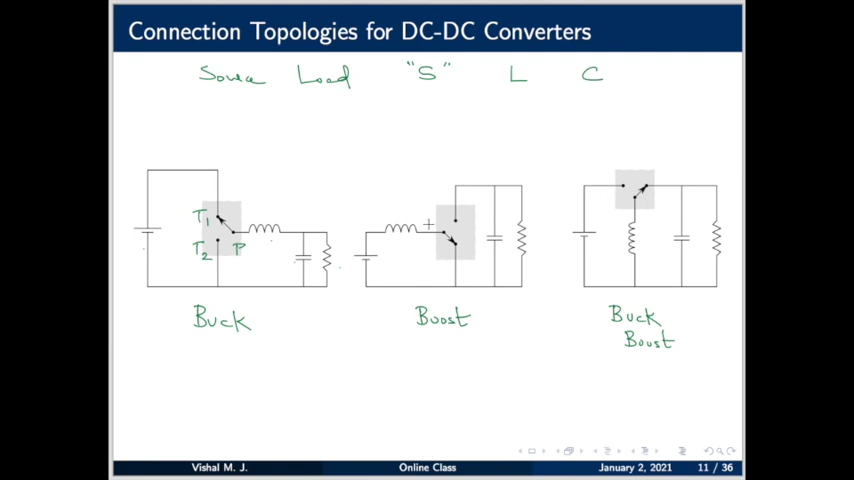 Connection Topologies for DC-DC Converters
Source Load "S" L C
T1
T2 P
Buck Boost Buck
Boost
Vishal M. J. Online Class January 2, 2021 11 / 36